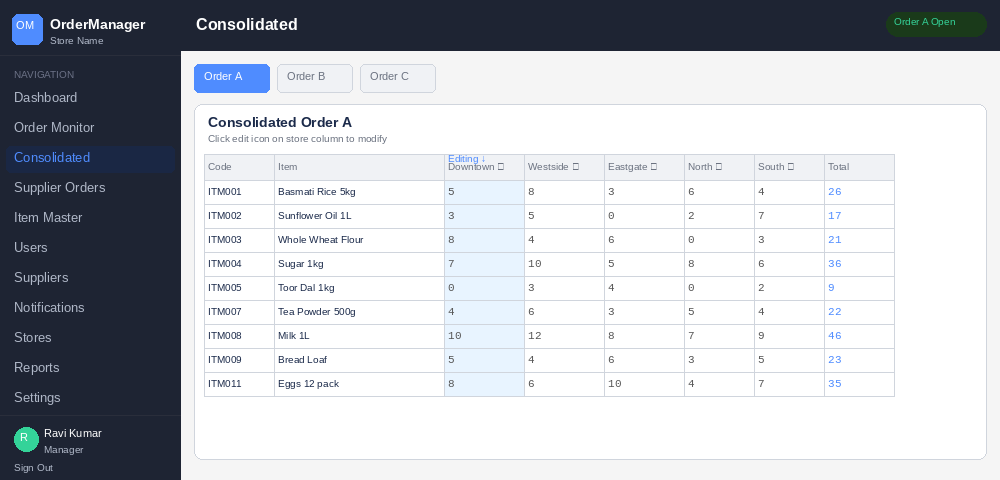 OM
OrderManager
Store Name
NAVIGATION
Dashboard
Order Monitor
Consolidated
Supplier Orders
Item Master
Users
Suppliers
Notifications
Stores
Reports
Settings
R
Ravi Kumar
Manager
Sign Out
Consolidated
Order A Open
Order A
Order B
Order C
Consolidated Order A
Click edit icon on store column to modify
Editing ↓
Code Item Downtown Westside Eastgate North South Total
ITM001 Basmati Rice 5kg 5 8 3 6 4 26
ITM002 Sunflower Oil 1L 3 5 0 2 7 17
ITM003 Whole Wheat Flour 8 4 6 0 3 21
ITM004 Sugar 1kg 7 10 5 8 6 36
ITM005 Toor Dal 1kg 0 3 4 0 2 9
ITM007 Tea Powder 500g 4 6 3 5 4 22
ITM008 Milk 1L 10 12 8 7 9 46
ITM009 Bread Loaf 5 4 6 3 5 23
ITM011 Eggs 12 pack 8 6 10 4 7 35